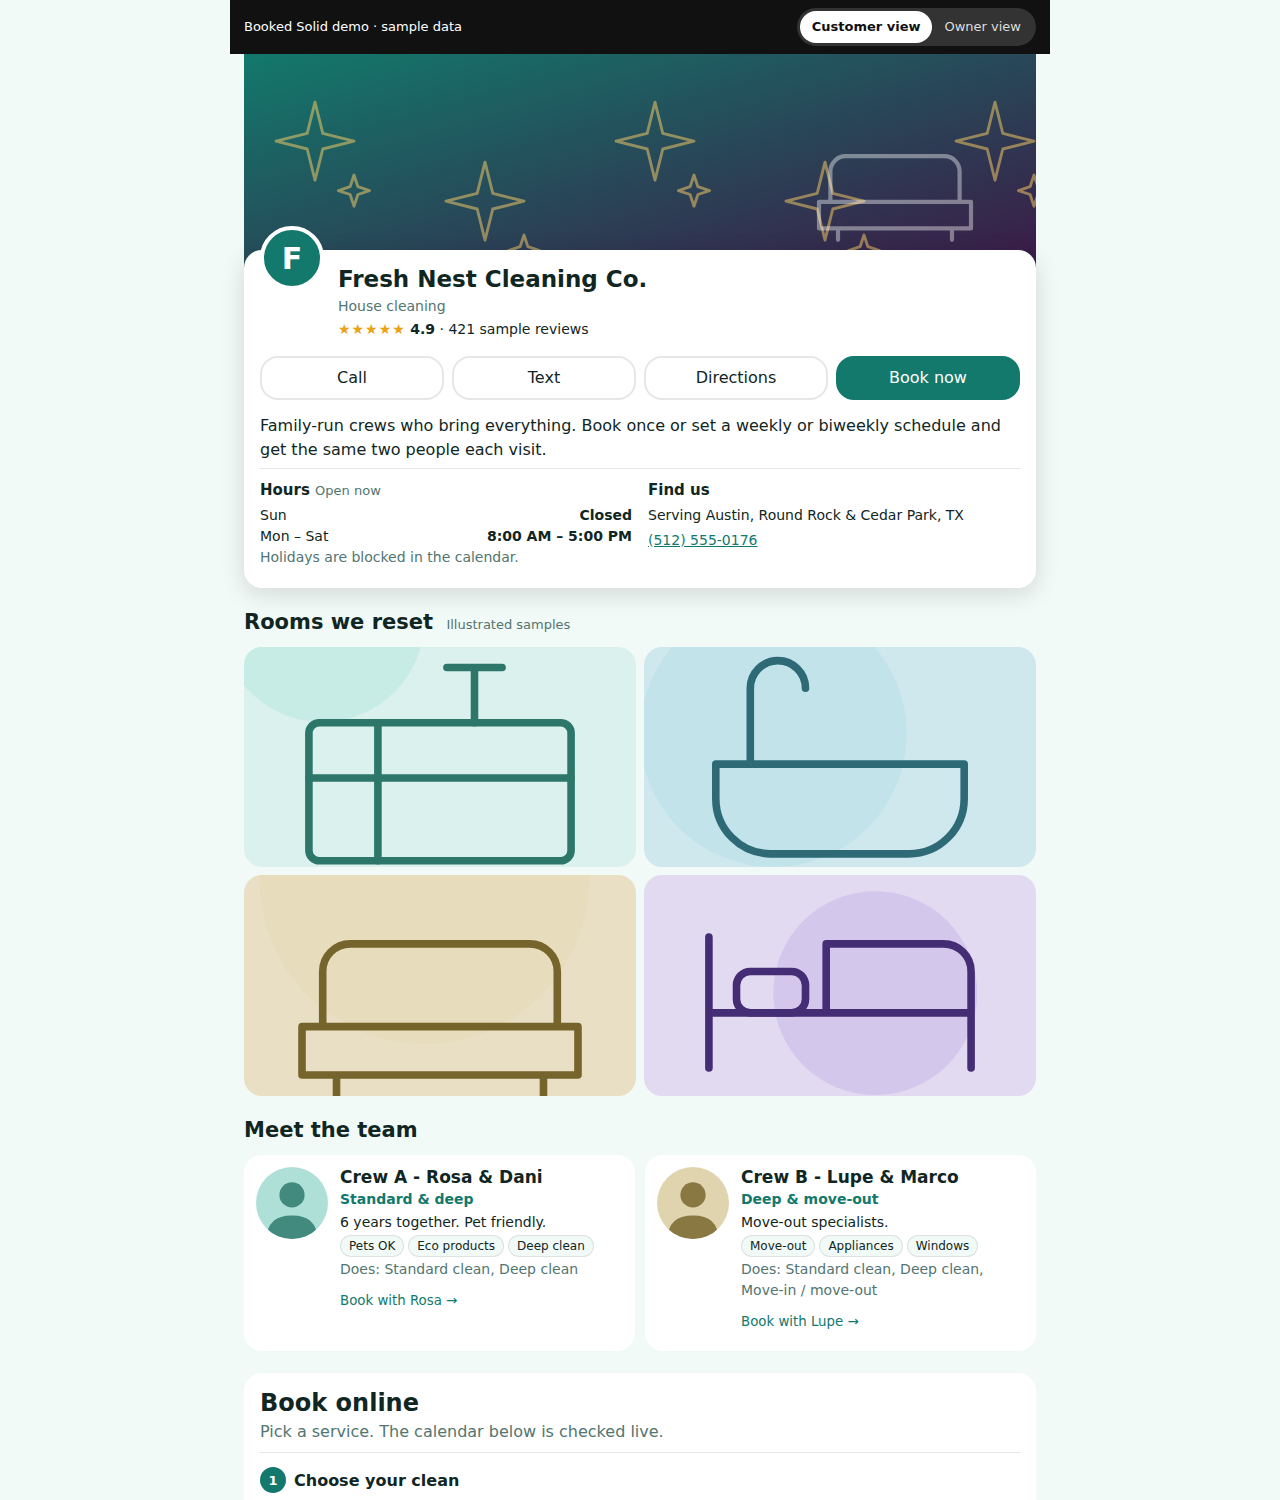 Booked Solid demo · sample data
Customer view
Owner view
F
Fresh Nest Cleaning Co.
House cleaning
★★★★★ 4.9 · 421 sample reviews
Call
Text
Directions
Book now
Family-run crews who bring everything. Book once or set a weekly or biweekly schedule and
get the same two people each visit.
Hours Open now
Sun Closed
Mon – Sat 8:00 AM – 5:00 PM
Holidays are blocked in the calendar.
Find us
Serving Austin, Round Rock & Cedar Park, TX
(512) 555-0176
Rooms we reset Illustrated samples
Meet the team
Crew A - Rosa & Dani
Standard & deep
6 years together. Pet friendly.
Pets OK Eco products Deep clean
Does: Standard clean, Deep clean
Book with Rosa →
Crew B - Lupe & Marco
Deep & move-out
Move-out specialists.
Move-out Appliances Windows
Does: Standard clean, Deep clean,
Move-in / move-out
Book with Lupe →
Book online
Pick a service. The calendar below is checked live.
1 Choose your clean